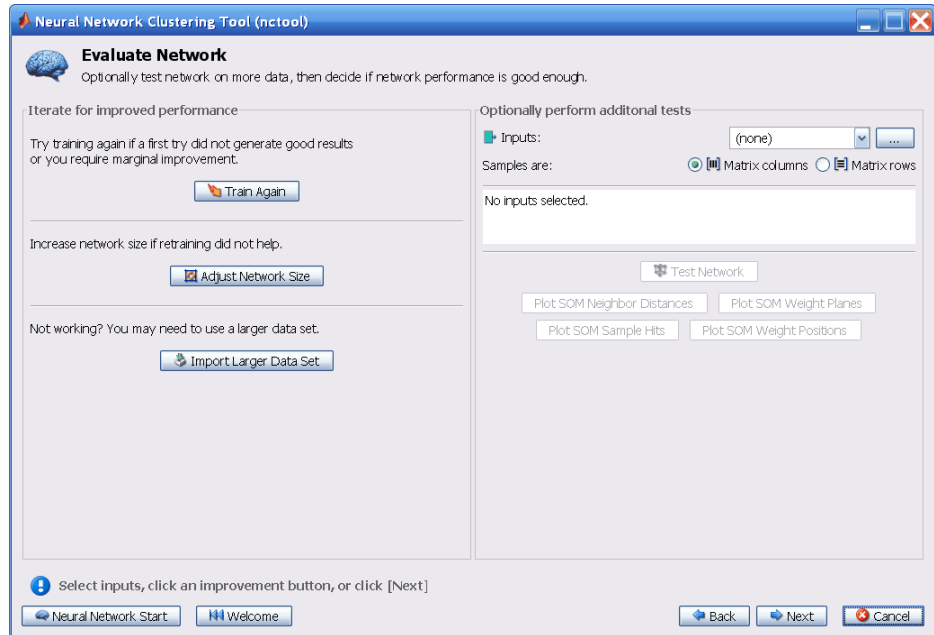 Neural Network Clustering Tool (nctool)
Evaluate Network
Optionally test network on more data, then decide if network performance is good enough.
Iterate for improved performance
Try training again if a first try did not generate good results
or you require marginal improvement.
Train Again
Increase network size if retraining did not help.
Adjust Network Size
Not working? You may need to use a larger data set.
Import Larger Data Set
Optionally perform additonal tests
Inputs:
(none)
...
Samples are:
Matrix columns
Matrix rows
No inputs selected.
Test Network
Plot SOM Neighbor Distances
Plot SOM Weight Planes
Plot SOM Sample Hits
Plot SOM Weight Positions
Select inputs, click an improvement button, or click [Next]
Neural Network Start
Welcome
Back
Next
Cancel